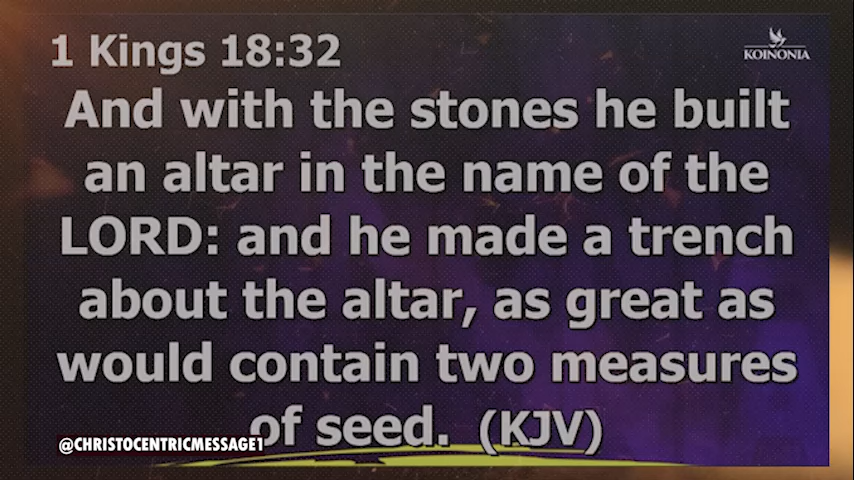 1 Kings 18:32
KOINONIA
And with the stones he built
an altar in the name of the
LORD: and he made a trench
about the altar, as great as
would contain two measures
of seed. (KJV)
@CHRISTOCENTRICMESSAGE1